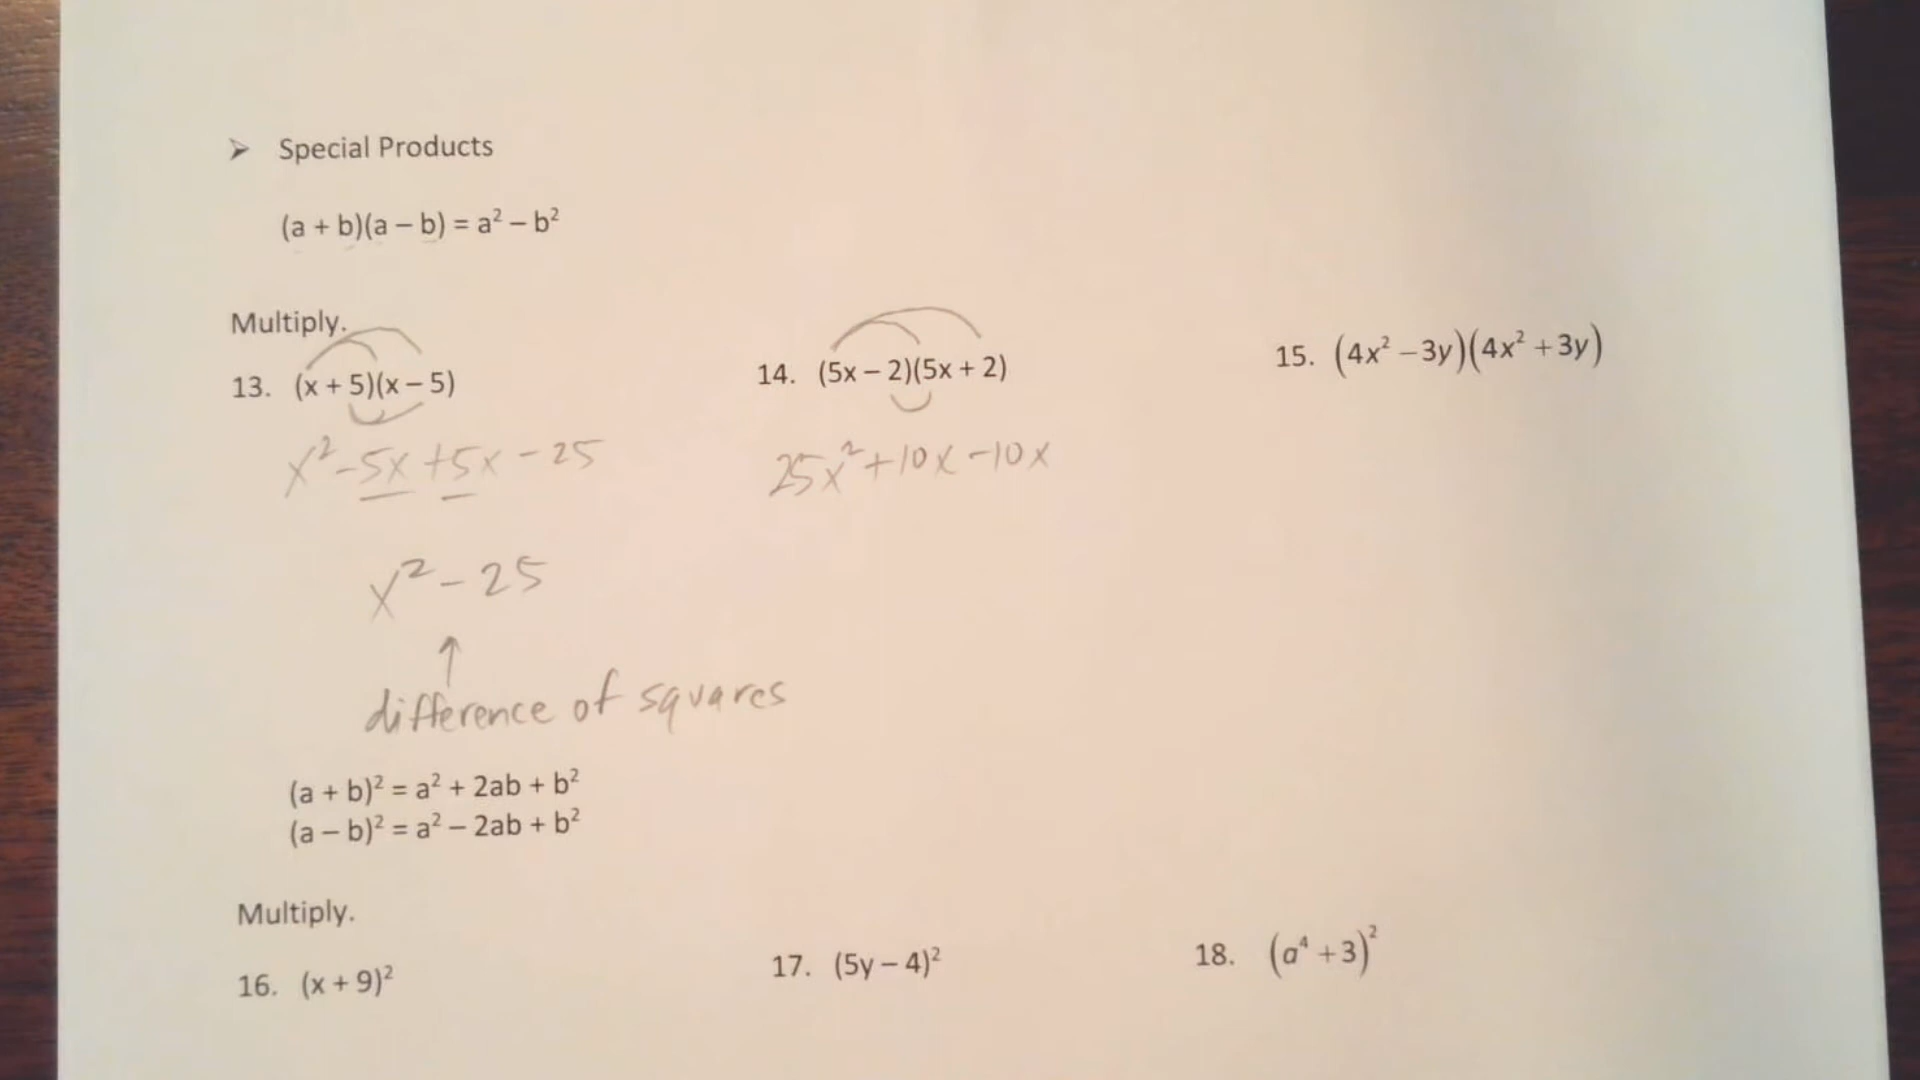 ➢ Special Products
(a + b)(a – b) = a² – b²
Multiply.
13. (x + 5)(x – 5)
14. (5x – 2)(5x + 2)
15. (4x² – 3y)(4x² + 3y)
x² - 5x + 5x - 25
25x² + 10x - 10x
x² - 25
↑
difference of squares
(a + b)² = a² + 2ab + b²
(a – b)² = a² – 2ab + b²
Multiply.
16. (x + 9)²
17. (5y – 4)²
18. (a⁴ + 3)²